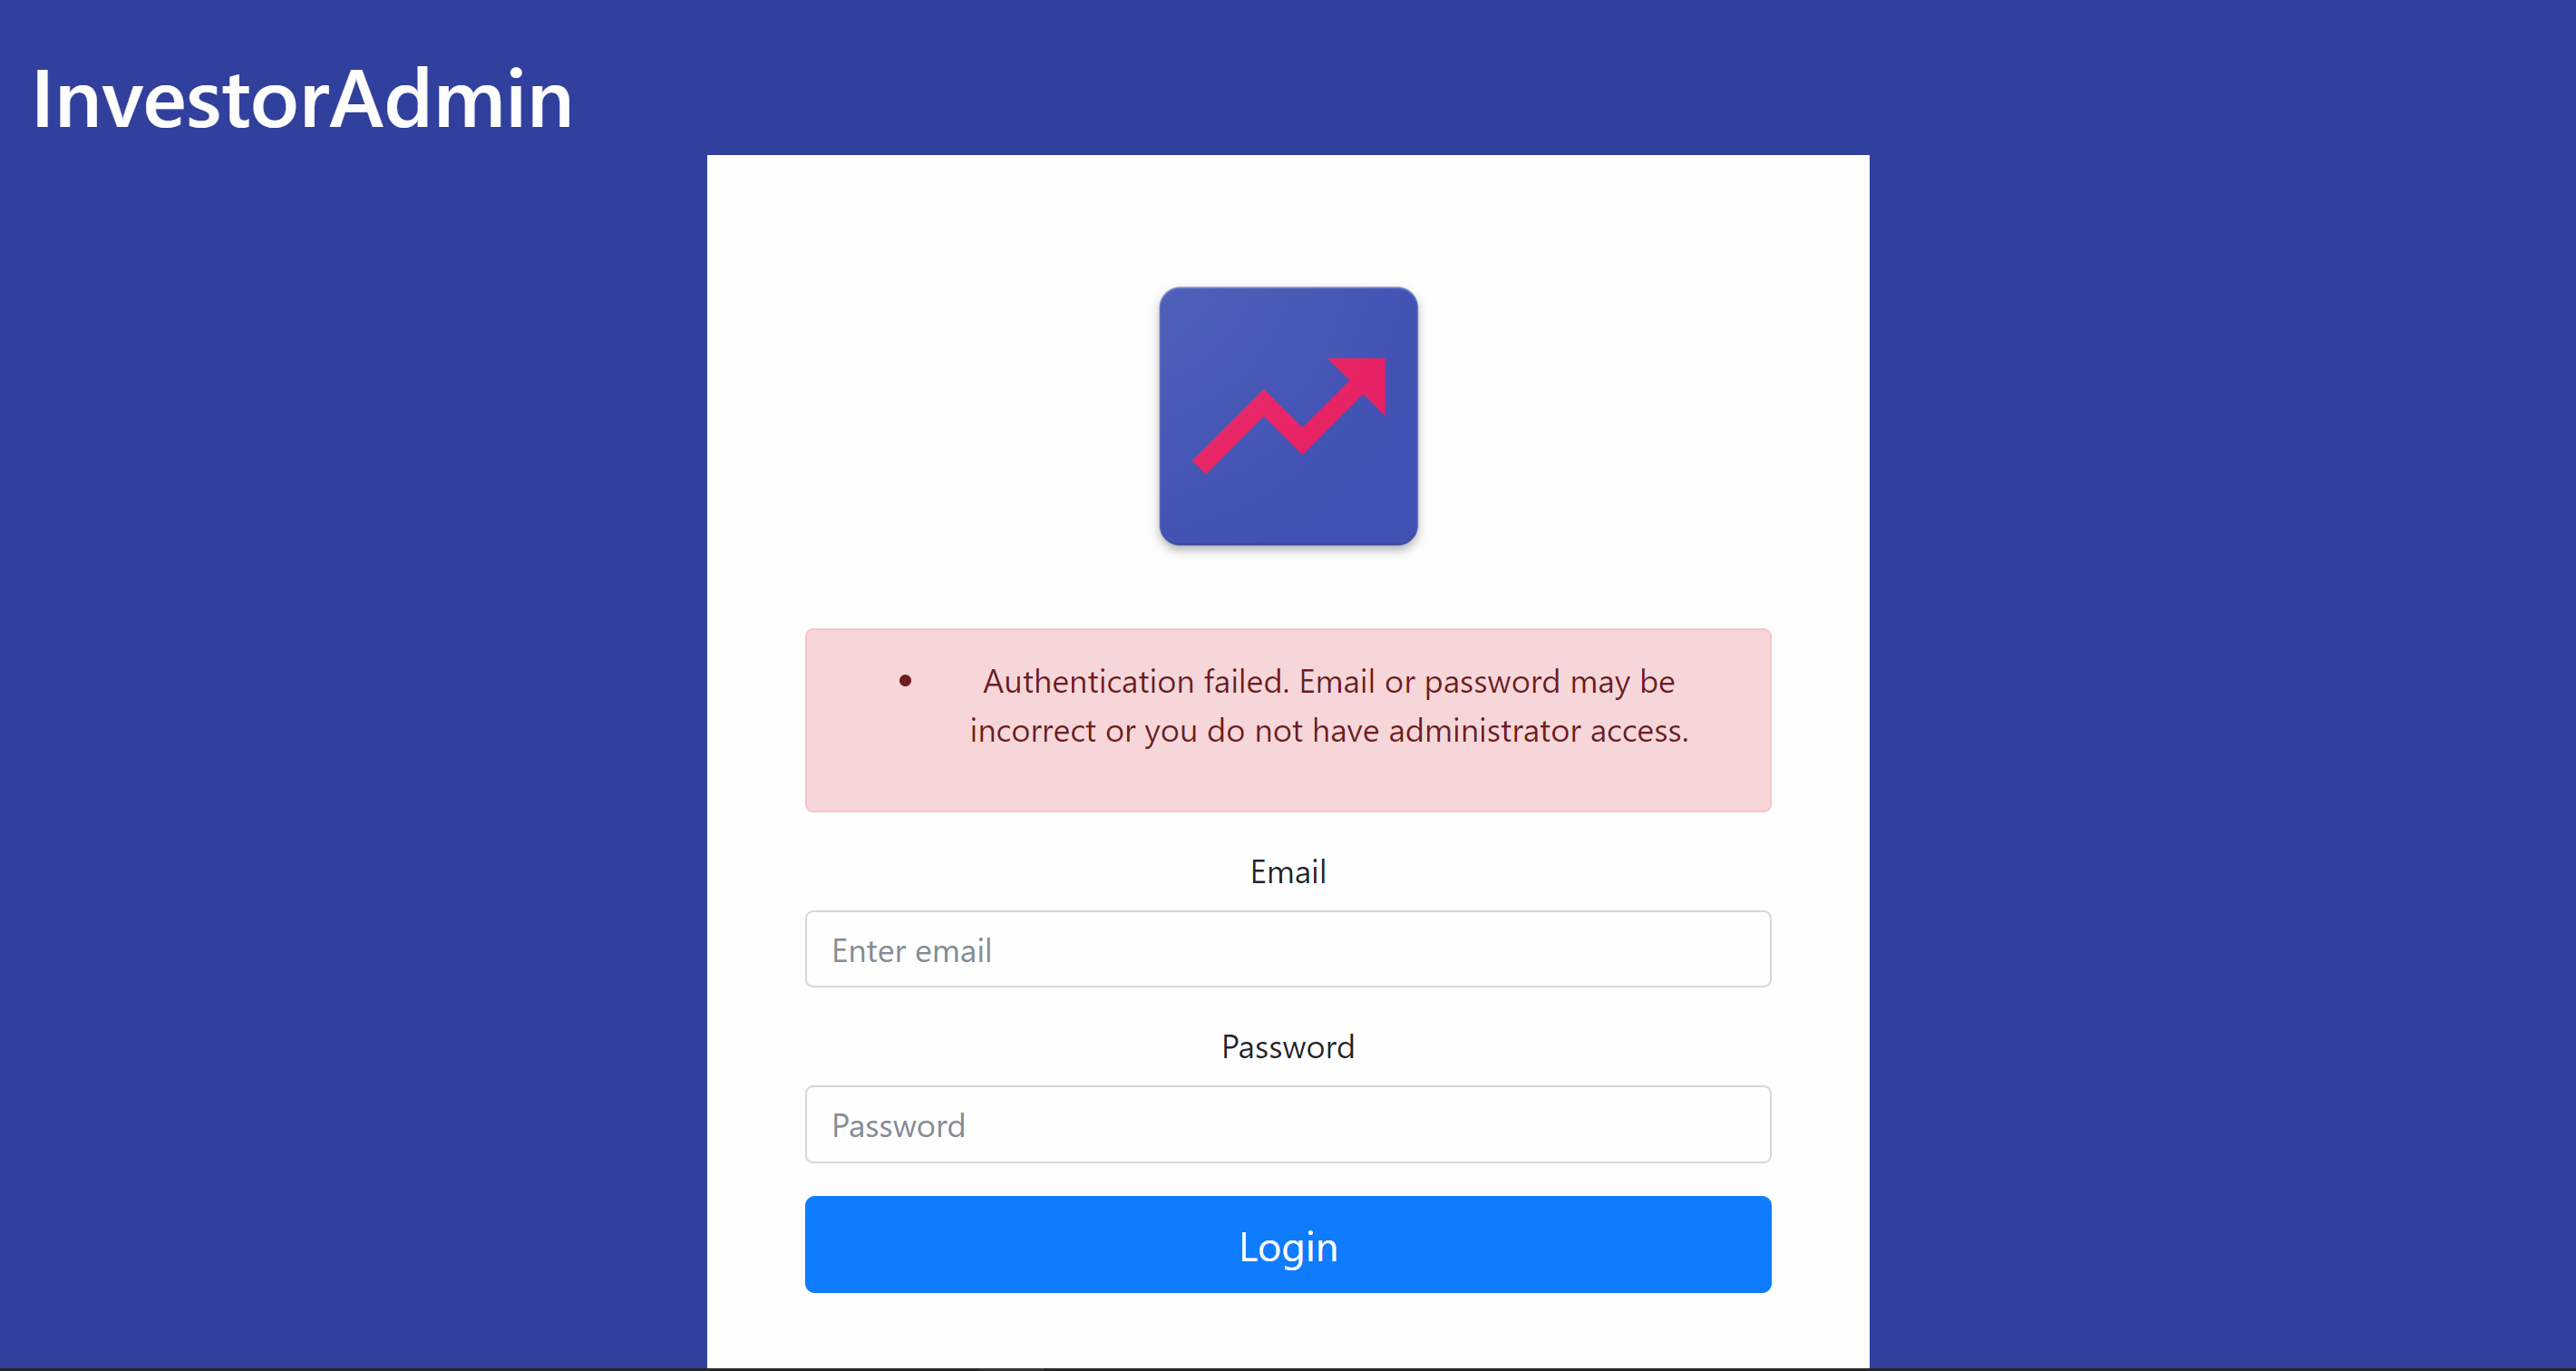 InvestorAdmin
• Authentication failed. Email or password may be
incorrect or you do not have administrator access.
Email
Enter email
Password
Password
Login